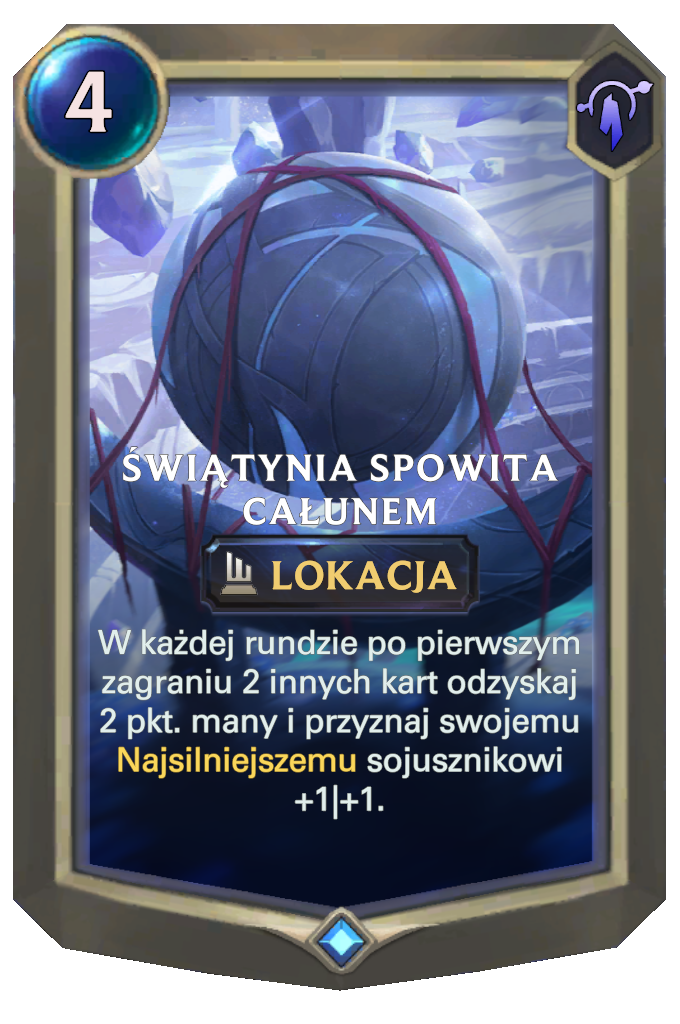 4
ŚWIĄTYNIA SPOWITA
CAŁUNEM
LOKACJA
W każdej rundzie po pierwszym
zagraniu 2 innych kart odzyskaj
2 pkt. many i przyznaj swojemu
Najsilniejszemu sojusznikowi
+1|+1.